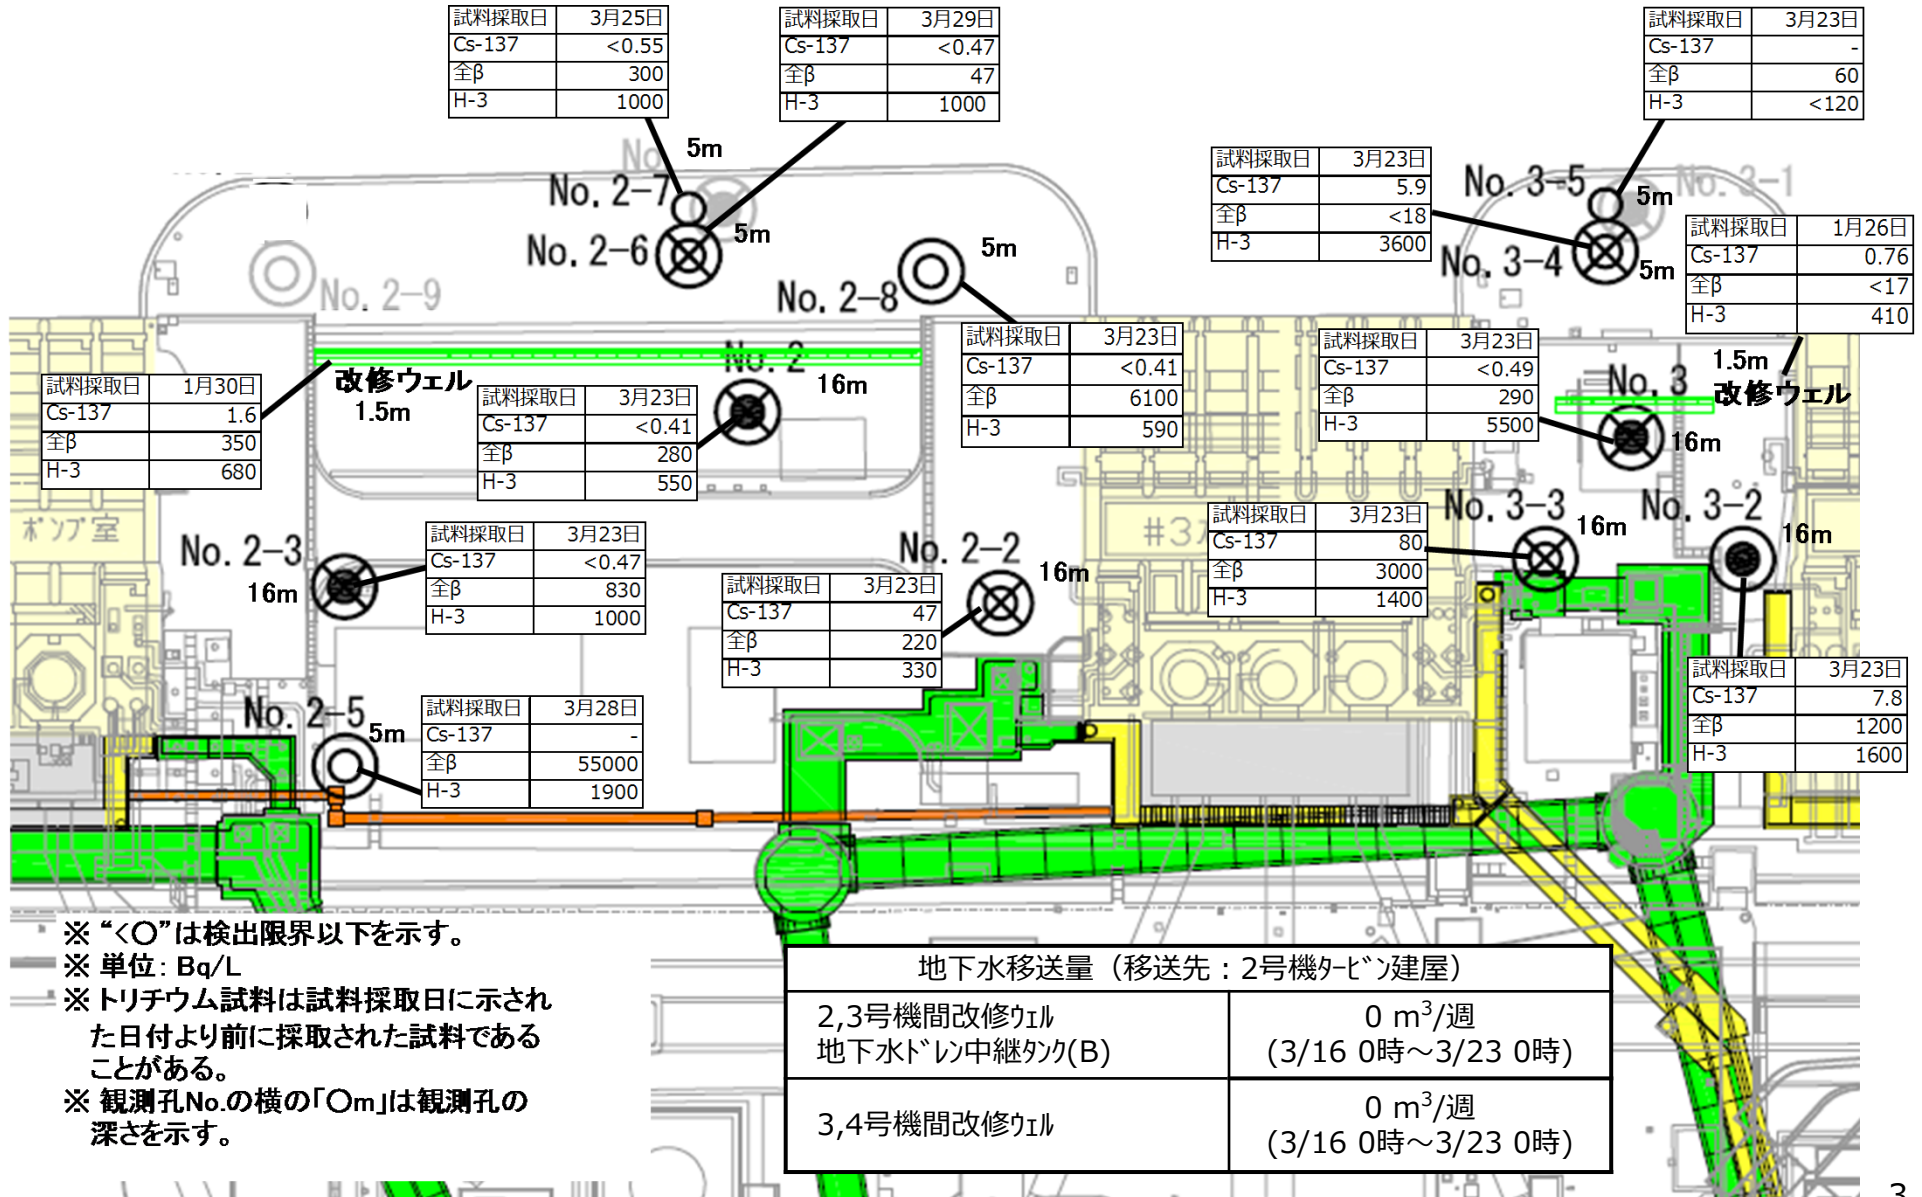 試料採取日 3月25日
Cs-137 <0.55
全β 300
H-3 1000
試料採取日 3月29日
Cs-137 <0.47
全β 47
H-3 1000
試料採取日 3月23日
Cs-137 -
全β 60
H-3 <120
No
5m
No. 2-7
No. 2-6
5m
No. 2-8
5m
No. 2-9
試料採取日 3月23日
Cs-137 5.9
全β <18
H-3 3600
No. 3-5
5m
No. 3-1
No. 3-4
5m
試料採取日 1月26日
Cs-137 0.76
全β <17
H-3 410
1.5m
改修ウェル
試料採取日 1月30日
Cs-137 1.6
全β 350
H-3 680
改修ウェル
1.5m
試料採取日 3月23日
Cs-137 <0.41
全β 280
H-3 550
No. 2
16m
試料採取日 3月23日
Cs-137 <0.41
全β 6100
H-3 590
試料採取日 3月23日
Cs-137 <0.49
全β 290
H-3 5500
No. 3
16m
ポンプ室
No. 2-3
16m
試料採取日 3月23日
Cs-137 <0.47
全β 830
H-3 1000
No. 2-2
16m
試料採取日 3月23日
Cs-137 47
全β 220
H-3 330
#3
試料採取日 3月23日
Cs-137 80
全β 3000
H-3 1400
No. 3-3
16m
No. 3-2
16m
試料採取日 3月23日
Cs-137 7.8
全β 1200
H-3 1600
No. 2-5
5m
試料採取日 3月28日
Cs-137 -
全β 55000
H-3 1900
※ “<〇”は検出限界以下を示す。
※ 単位: Bq/L
※ トリチウム試料は試料採取日に示され
た日付より前に採取された試料である
ことがある。
※ 観測孔No.の横の「〇m」は観測孔の
深さを示す。
地下水移送量（移送先：2号機ﾀｰﾋﾞﾝ建屋）
2,3号機間改修ｳｪﾙ
地下水ﾄﾞﾚﾝ中継ﾀﾝｸ(B)
0 m³/週
(3/16 0時～3/23 0時)
3,4号機間改修ｳｪﾙ
0 m³/週
(3/16 0時～3/23 0時)
3